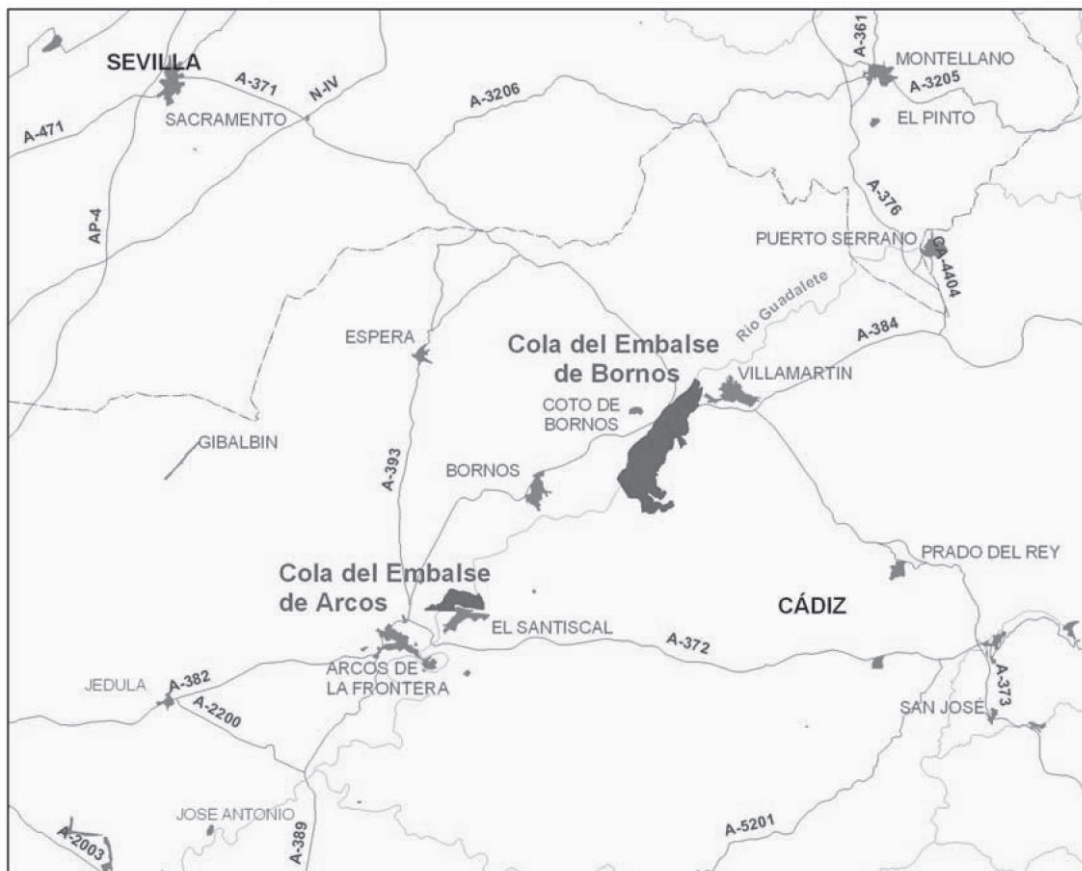 A-361
MONTELLANO
SEVILLA
A-371
N-IV
A-3206
A-3205
SACRAMENTO
EL PINTO
A-471
A-376
AP-4
PUERTO SERRANO
CA-4404
Rio Guadalete
A-384
ESPERA
Cola del Embalse
de Bornos
VILLAMARTIN
COTO DE
BORNOS
GIBALBIN
A-393
BORNOS
PRADO DEL REY
Cola del Embalse
de Arcos
CÁDIZ
EL SANTISCAL
A-372
ARCOS DE
LA FRONTERA
JEDULA
A-382
A-373
A-2200
SAN JOSÉ
JOSE ANTONIO
A-5201
A-2003
A-389